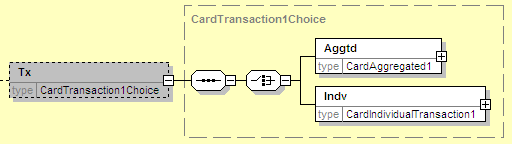 CardTransaction1Choice
Tx
type CardTransaction1Choice
Aggtd
type CardAggregated1
Indv
type CardIndividualTransaction1